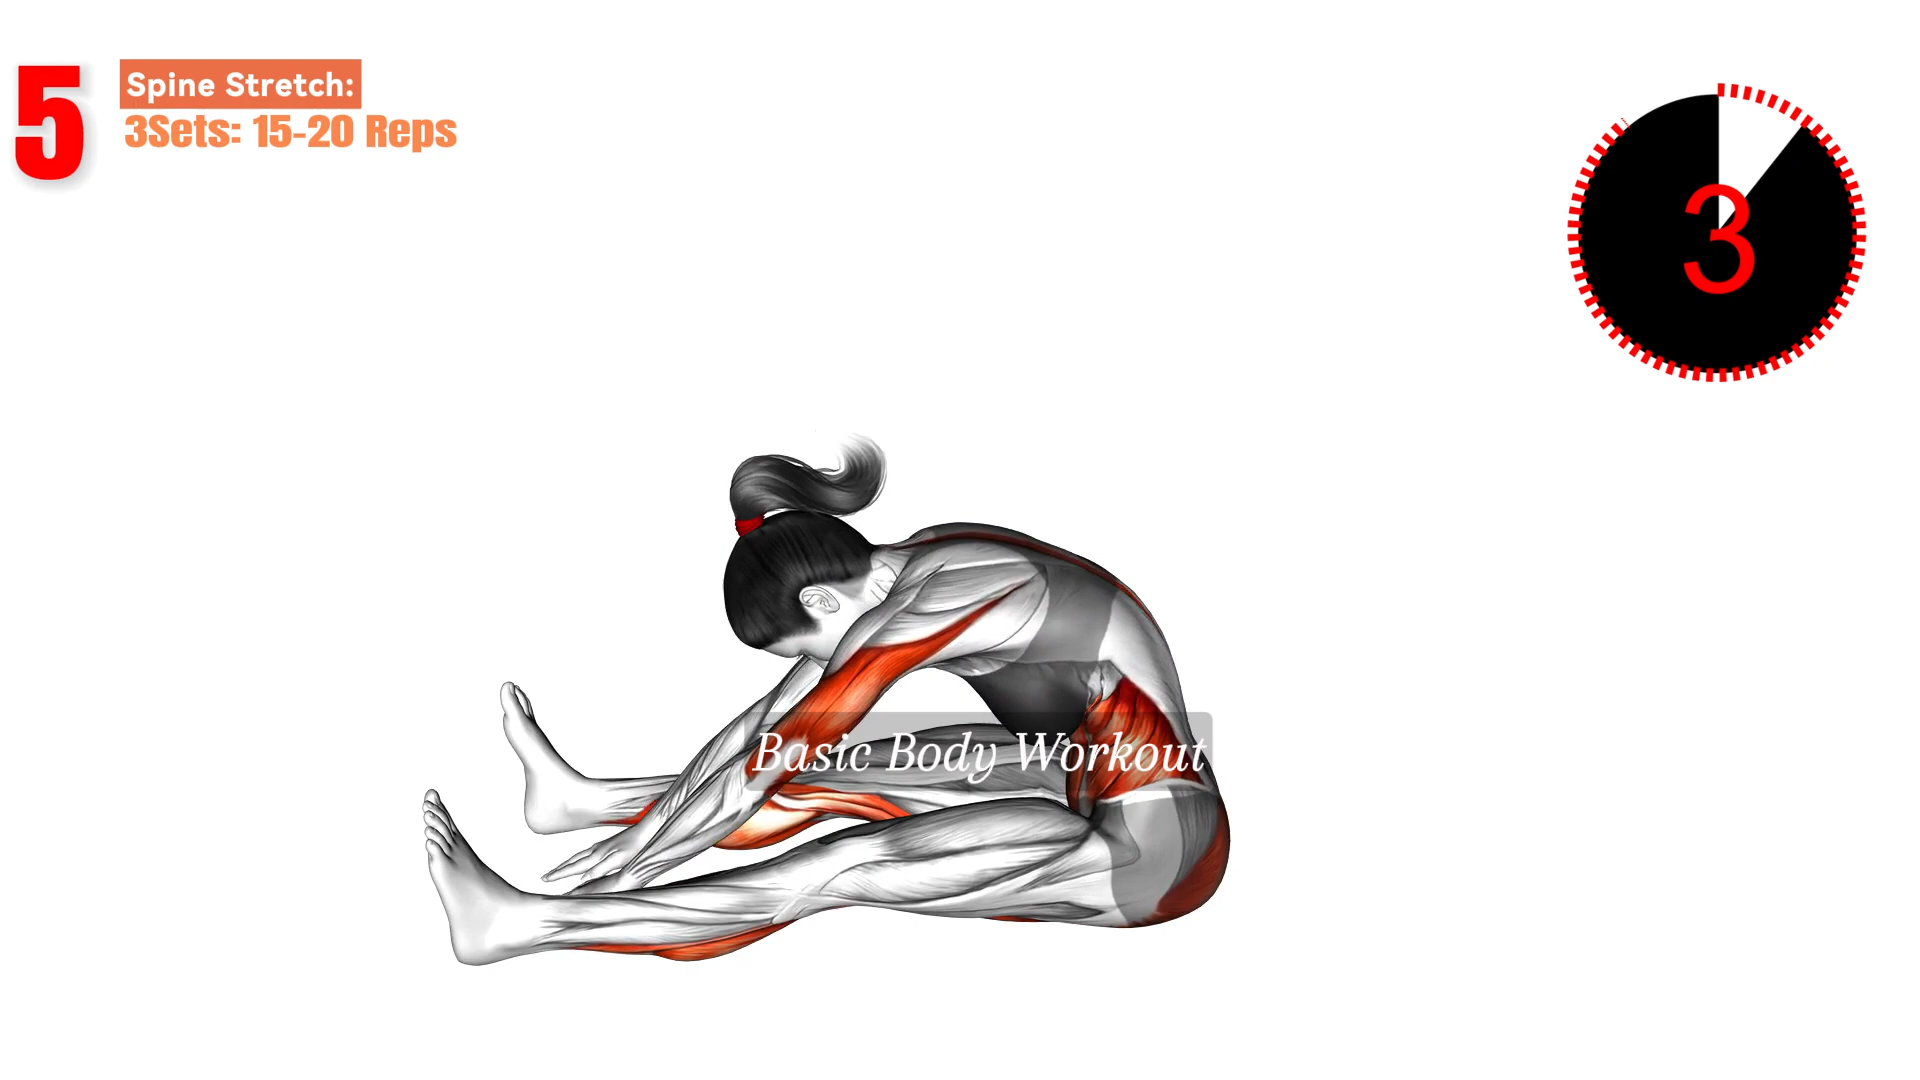 5
Spine Stretch:
3Sets: 15-20 Reps
3
Basic Body Workout